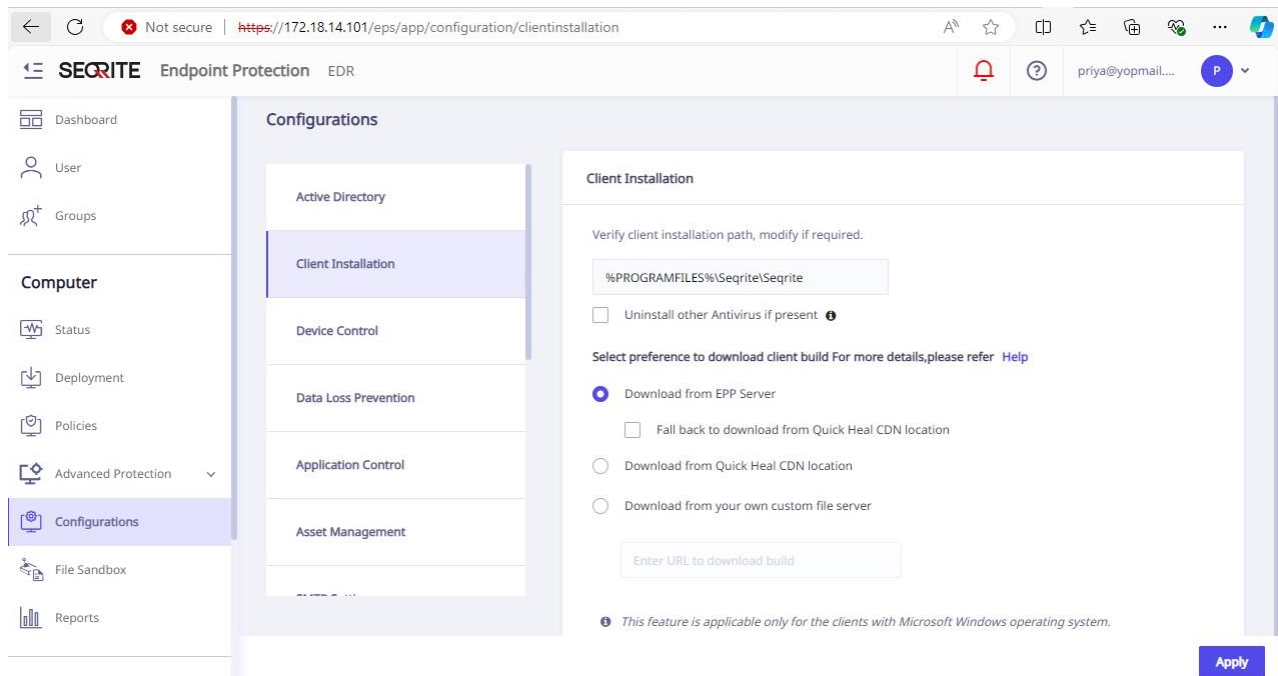 Not secure | https://172.18.14.101/eps/app/configuration/clientinstallation
SEQRITE Endpoint Protection EDR
priya@yopmail....
P
Dashboard
User
Groups
Computer
Status
Deployment
Policies
Advanced Protection
Configurations
File Sandbox
Reports
Configurations
Active Directory
Client Installation
Device Control
Data Loss Prevention
Application Control
Asset Management
Client Installation
Verify client installation path, modify if required.
%PROGRAMFILES%\Seqrite\Seqrite
Uninstall other Antivirus if present
Select preference to download client build For more details,please refer Help
Download from EPP Server
Fall back to download from Quick Heal CDN location
Download from Quick Heal CDN location
Download from your own custom file server
Enter URL to download build
This feature is applicable only for the clients with Microsoft Windows operating system.
Apply